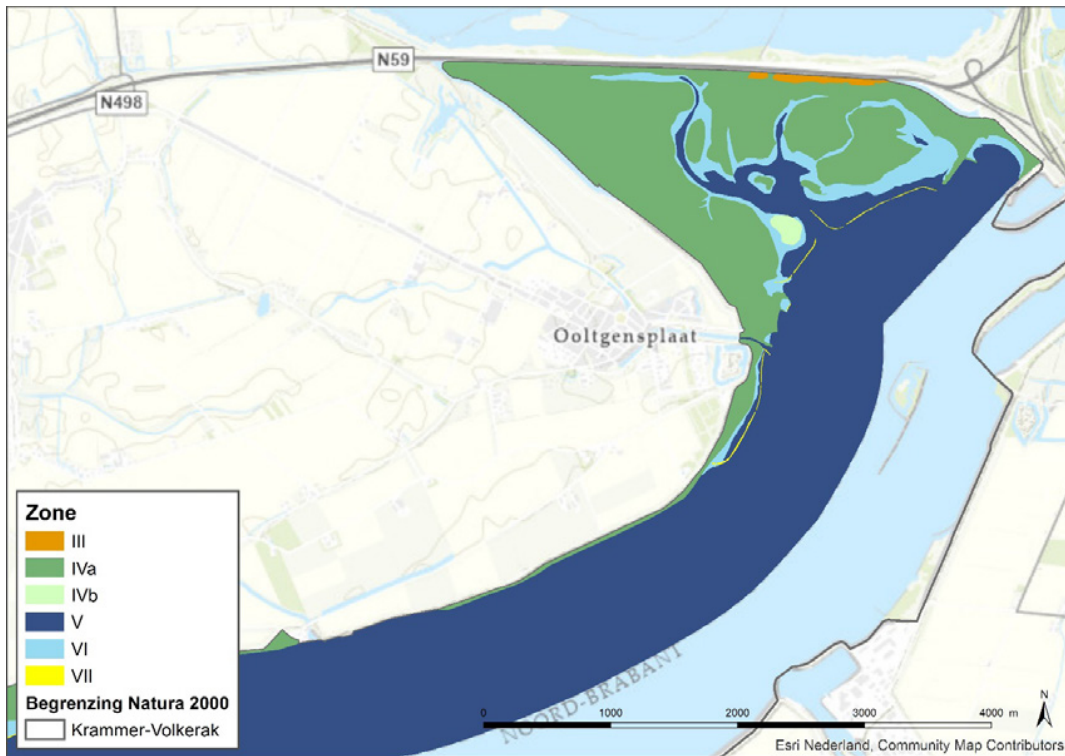 N59
N498
Ooltgensplaat
Zone
III
IVa
IVb
V
VI
VII
Begrenzing Natura 2000
Krammer-Volkerak
NOORD-BRABANT
0 1000 2000 3000 4000 m
N
Esri Nederland, Community Map Contributors